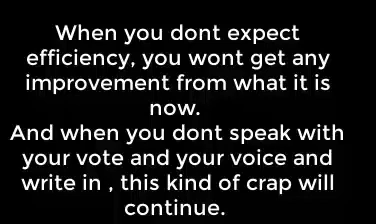 When you dont expect
efficiency, you wont get any
improvement from what it is
now.
And when you dont speak with
your vote and your voice and
write in , this kind of crap will
continue.